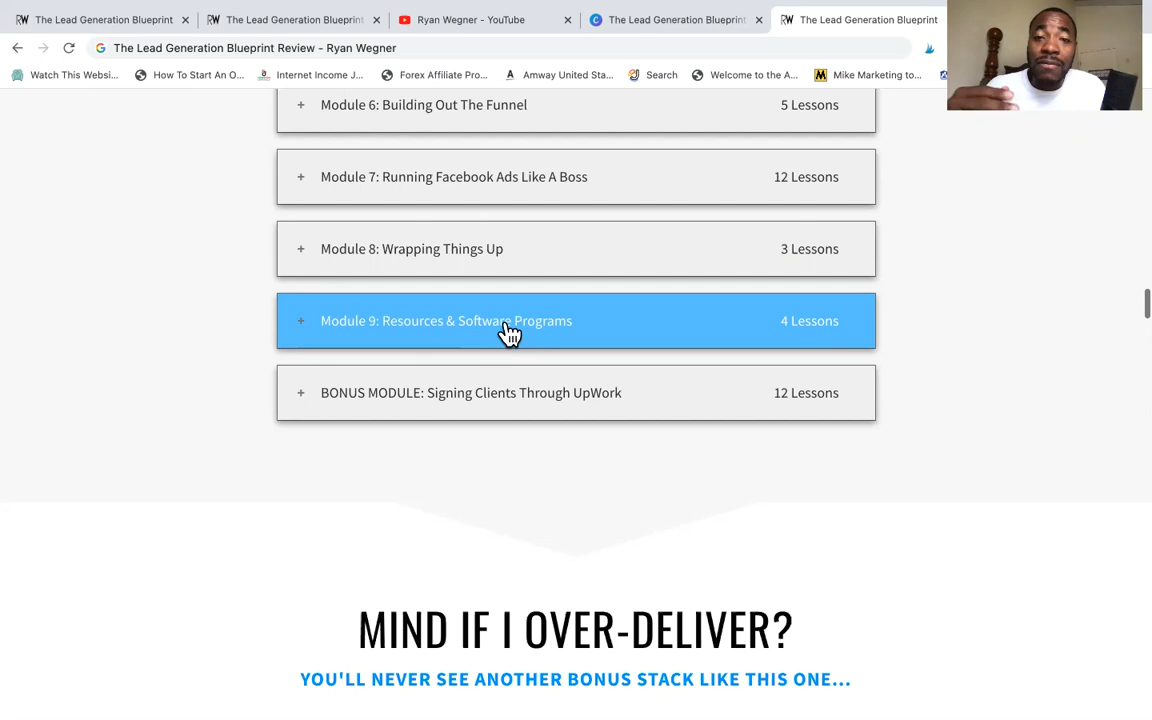 The Lead Generation Blueprint
The Lead Generation Blueprint
Ryan Wegner - YouTube
The Lead Generation Blueprint
The Lead Generation Blueprint
The Lead Generation Blueprint Review - Ryan Wegner
Watch This Websi...
How To Start An O...
Internet Income J...
Forex Affiliate Pro...
Amway United Sta...
Search
Welcome to the A...
Mike Marketing to...
+ Module 6: Building Out The Funnel 5 Lessons
+ Module 7: Running Facebook Ads Like A Boss 12 Lessons
+ Module 8: Wrapping Things Up 3 Lessons
+ Module 9: Resources & Software Programs 4 Lessons
+ BONUS MODULE: Signing Clients Through UpWork 12 Lessons
MIND IF I OVER-DELIVER?
YOU'LL NEVER SEE ANOTHER BONUS STACK LIKE THIS ONE...